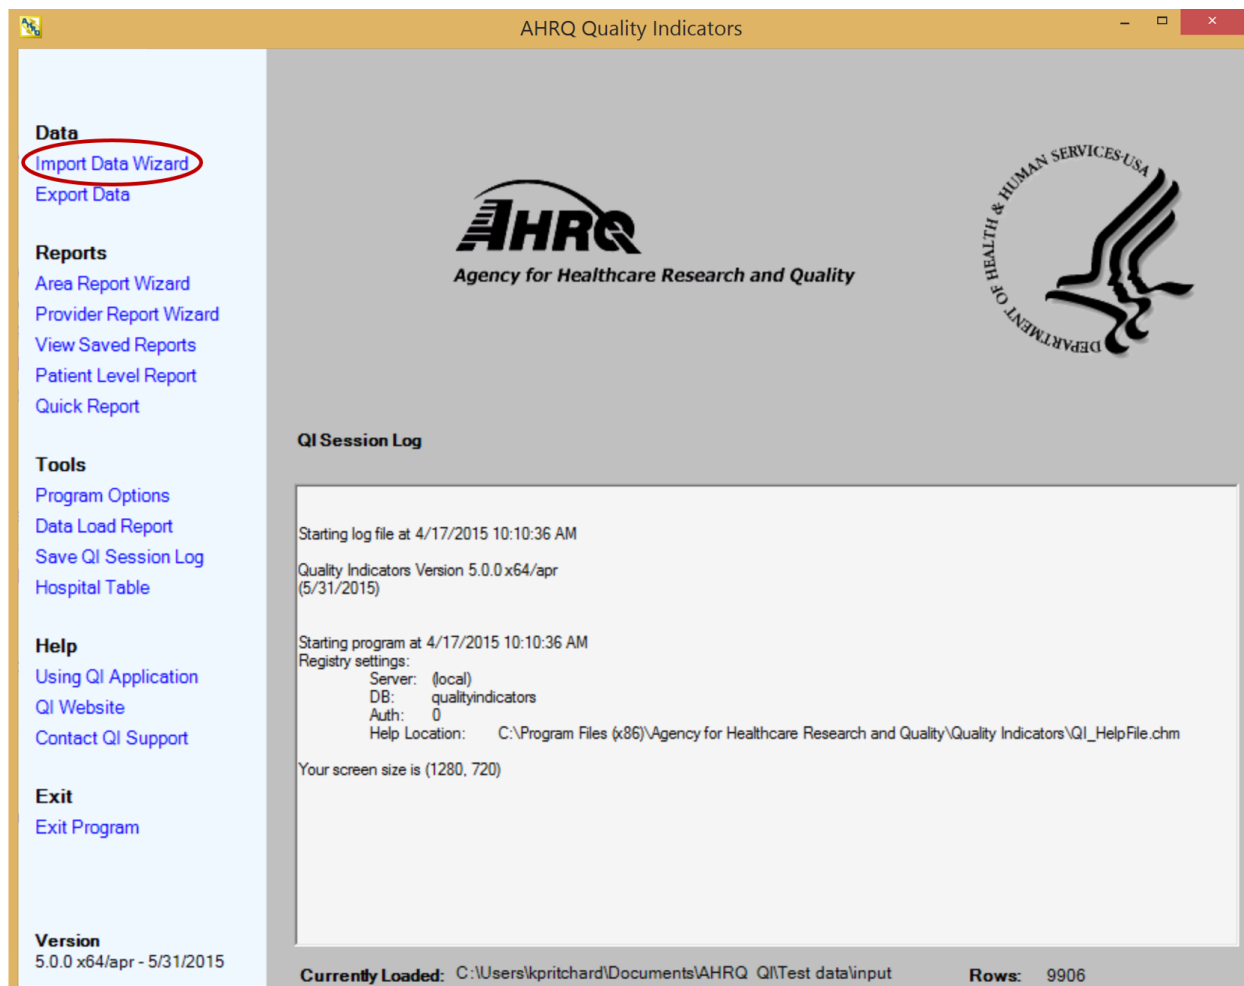 AHRQ Quality Indicators
Data
Import Data Wizard
Export Data
Reports
Area Report Wizard
Provider Report Wizard
View Saved Reports
Patient Level Report
Quick Report
Tools
Program Options
Data Load Report
Save QI Session Log
Hospital Table
Help
Using QI Application
QI Website
Contact QI Support
Exit
Exit Program
Version
5.0.0 x64/apr - 5/31/2015
AHRQ
Agency for Healthcare Research and Quality
DEPARTMENT OF HEALTH & HUMAN SERVICES·USA
QI Session Log
Starting log file at 4/17/2015 10:10:36 AM
Quality Indicators Version 5.0.0 x64/apr
(5/31/2015)
Starting program at 4/17/2015 10:10:36 AM
Registry settings:
Server: (local)
DB: qualityindicators
Auth: 0
Help Location: C:\Program Files (x86)\Agency for Healthcare Research and Quality\Quality Indicators\QI_HelpFile.chm
Your screen size is (1280, 720)
Currently Loaded: C:\Users\kpritchard\Documents\AHRQ QI\Test data\input Rows: 9906